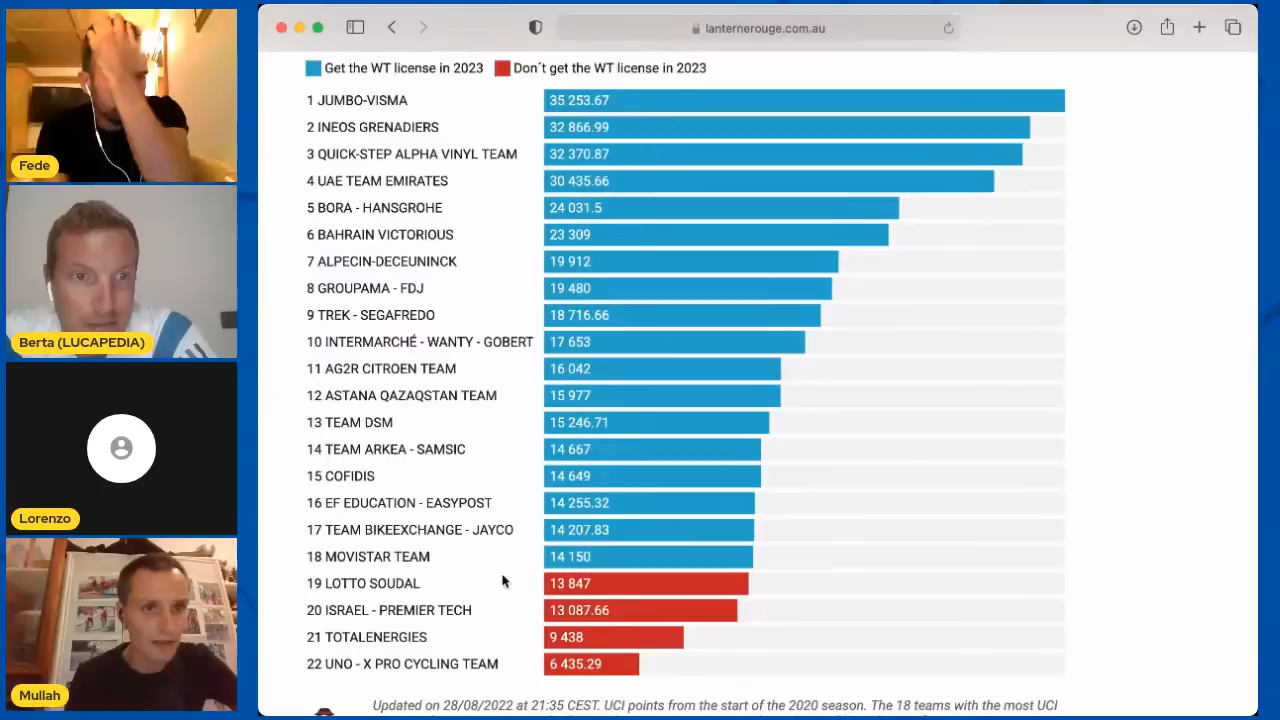 Fede
Berta (LUCAPEDIA)
Lorenzo
Mullah
lanternerouge.com.au
Get the WT license in 2023 Don´t get the WT license in 2023
1 JUMBO-VISMA 35 253.67
2 INEOS GRENADIERS 32 866.99
3 QUICK-STEP ALPHA VINYL TEAM 32 370.87
4 UAE TEAM EMIRATES 30 435.66
5 BORA - HANSGROHE 24 031.5
6 BAHRAIN VICTORIOUS 23 309
7 ALPECIN-DECEUNINCK 19 912
8 GROUPAMA - FDJ 19 480
9 TREK - SEGAFREDO 18 716.66
10 INTERMARCHÉ - WANTY - GOBERT 17 653
11 AG2R CITROEN TEAM 16 042
12 ASTANA QAZAQSTAN TEAM 15 977
13 TEAM DSM 15 246.71
14 TEAM ARKEA - SAMSIC 14 667
15 COFIDIS 14 649
16 EF EDUCATION - EASYPOST 14 255.32
17 TEAM BIKEEXCHANGE - JAYCO 14 207.83
18 MOVISTAR TEAM 14 150
19 LOTTO SOUDAL 13 847
20 ISRAEL - PREMIER TECH 13 087.66
21 TOTALENERGIES 9 438
22 UNO - X PRO CYCLING TEAM 6 435.29
Updated on 28/08/2022 at 21:35 CEST. UCI points from the start of the 2020 season. The 18 teams with the most UCI